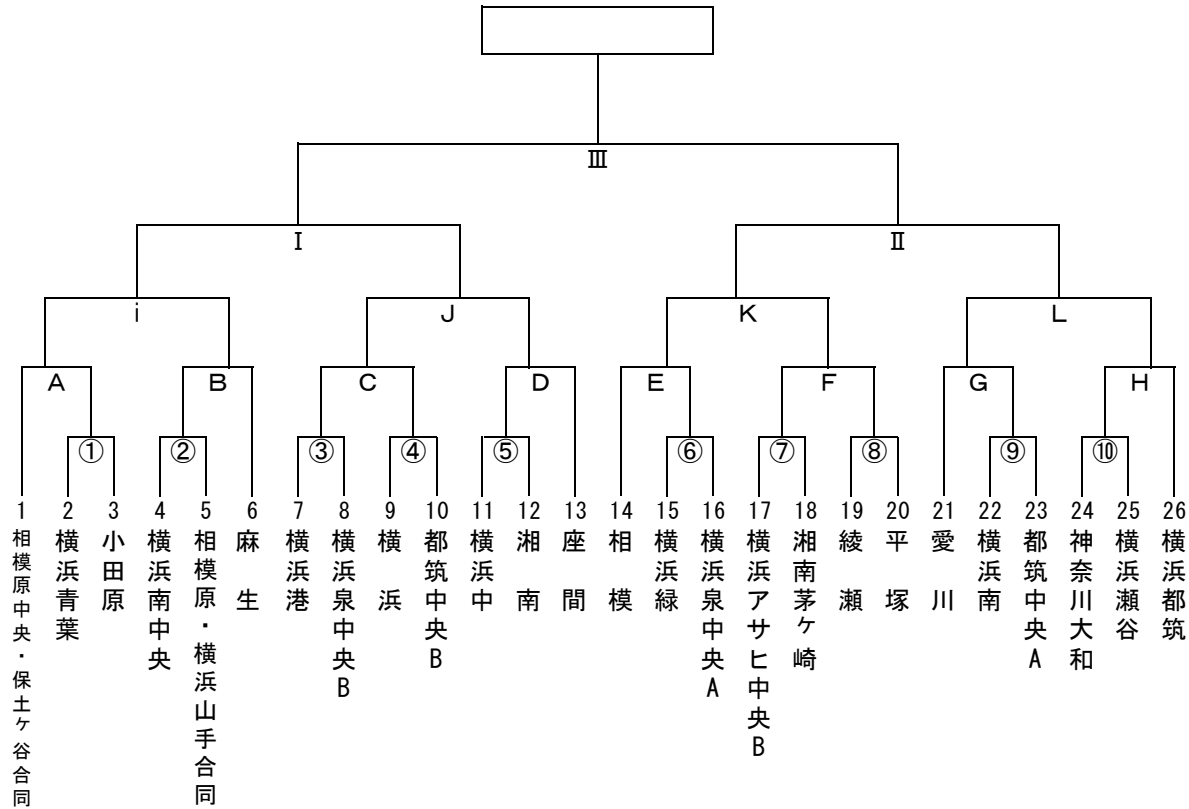 Ⅲ
Ⅰ
Ⅱ
i
J
K
L
A
B
C
D
E
F
G
H
①
②
③
④
⑤
⑥
⑦
⑧
⑨
⑩
1 相模原中央・保土ヶ谷合同
2 横浜青葉
3 小田原
4 横浜南中央
5 相模原・横浜山手合同
6 麻生
7 横浜港
8 横浜泉中央B
9 横浜
10 都筑中央B
11 横浜中
12 湘南
13 座間
14 相模
15 横浜緑
16 横浜泉中央A
17 横浜アサヒ中央B
18 湘南茅ケ崎
19 綾瀬
20 平塚
21 愛川
22 横浜南
23 都筑中央A
24 神奈川大和
25 横浜瀬谷
26 横浜都筑